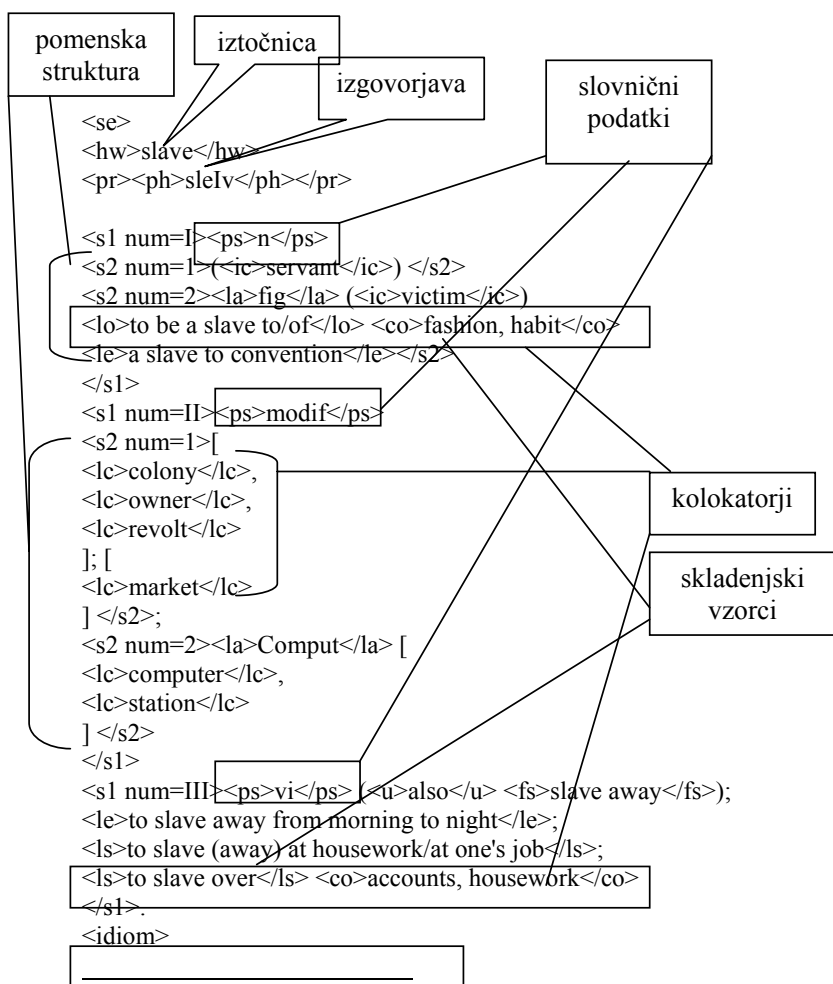 pomenska
struktura
iztočnica
izgovorjava
slovnični
podatki
<se>
<hw>slave</hw>
<pr><ph>sleIv</ph></pr>
<s1 num=I><ps>n</ps>
<s2 num=1>(<ic>servant</ic>) </s2>
<s2 num=2><la>fig</la> (<ic>victim</ic>)
<lo>to be a slave to/of</lo> <co>fashion, habit</co>
<le>a slave to convention</le></s2>
</s1>
<s1 num=II><ps>modif</ps>
<s2 num=1>[
<lc>colony</lc>,
<lc>owner</lc>,
<lc>revolt</lc>
]; [
<lc>market</lc>
] </s2>;
<s2 num=2><la>Comput</la> [
<lc>computer</lc>,
<lc>station</lc>
] </s2>
</s1>
kolokatorji
skladenjski
vzorci
<s1 num=III><ps>vi</ps> (<u>also</u> <fs>slave away</fs>);
<le>to slave away from morning to night</le>;
<ls>to slave (away) at housework/at one's job</ls>;
<ls>to slave over</ls> <co>accounts, housework</co>
</s1>.
<idiom>